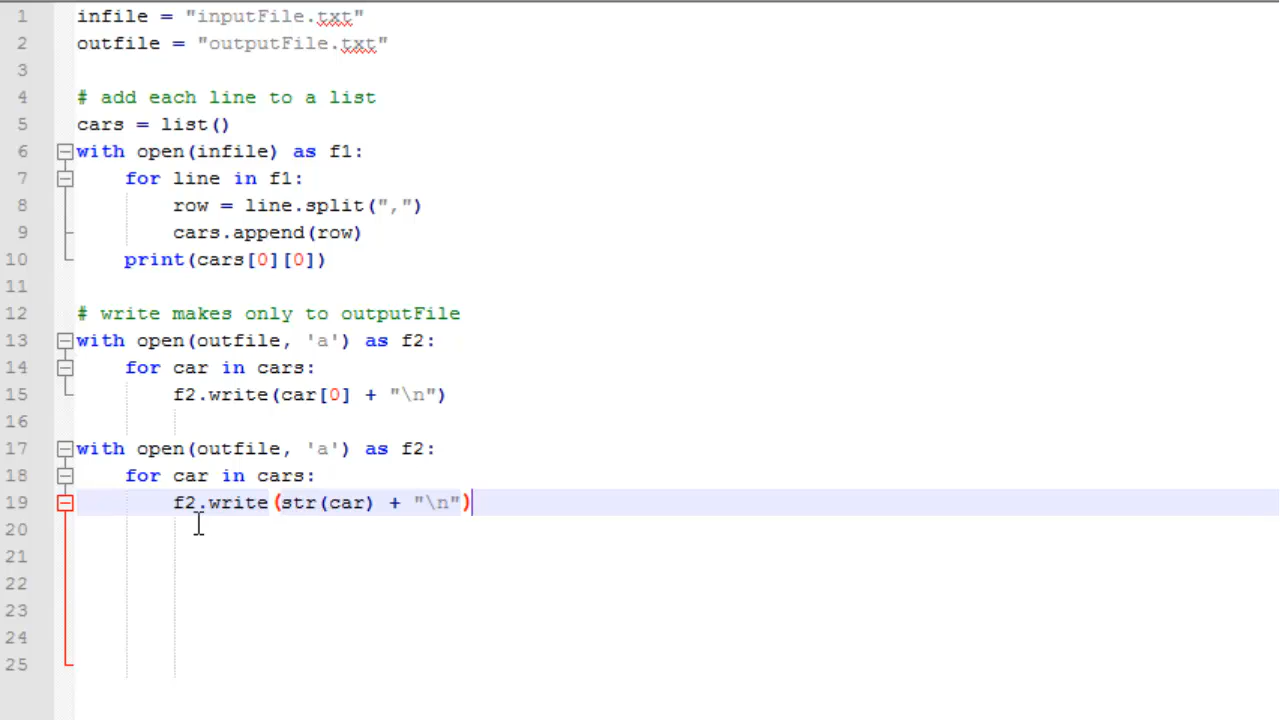 1 infile = "inputFile.txt"
2 outfile = "outputFile.txt"
3
4 # add each line to a list
5 cars = list()
6 with open(infile) as f1:
7     for line in f1:
8         row = line.split(",")
9         cars.append(row)
10     print(cars[0][0])
11
12 # write makes only to outputFile
13 with open(outfile, 'a') as f2:
14     for car in cars:
15         f2.write(car[0] + "\n")
16
17 with open(outfile, 'a') as f2:
18     for car in cars:
19         f2.write(str(car) + "\n")
20
21
22
23
24
25